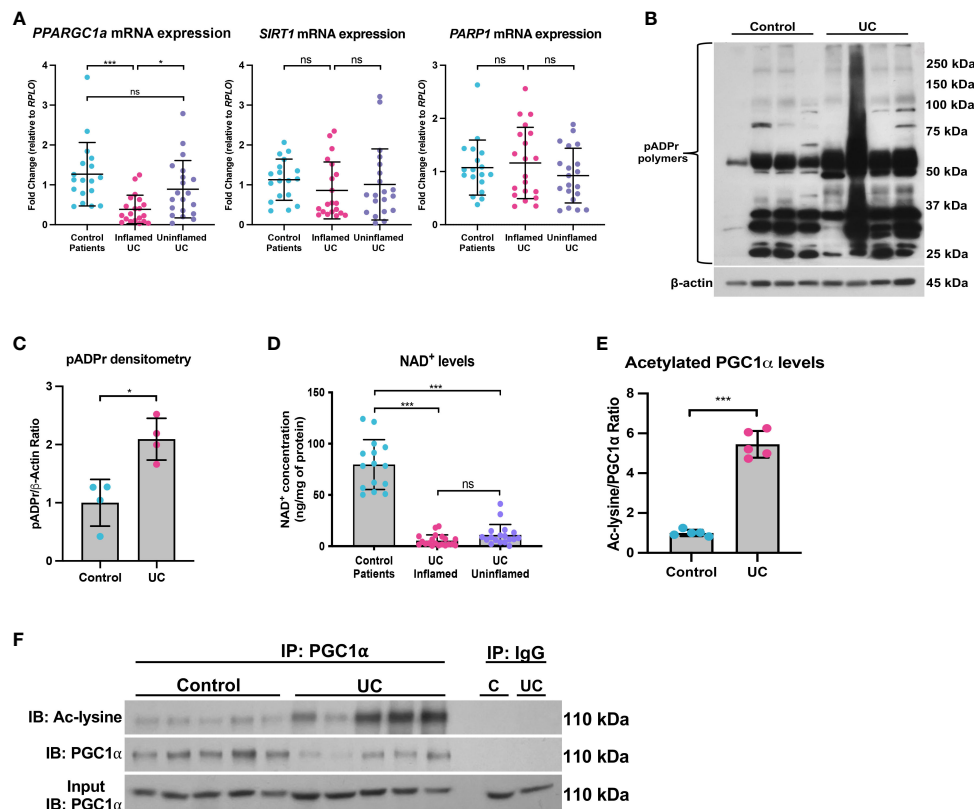 A
PPARGC1a mRNA expression
*** *
ns
Fold Change (relative to RPLO)
4
3
2
1
0
Control Patients
Inflamed UC
Uninflamed UC
SIRT1 mRNA expression
ns ns
Fold Change (relative to RPLO)
4
3
2
1
0
Control Patients
Inflamed UC
Uninflamed UC
PARP1 mRNA expression
ns ns
Fold Change (relative to RPLO)
4
3
2
1
0
Control Patients
Inflamed UC
Uninflamed UC
B
Control UC
pADPr polymers
250 kDa
150 kDa
100 kDa
75 kDa
50 kDa
37 kDa
25 kDa
β-actin 45 kDa
C
pADPr densitometry
*
pADPr/β-Actin Ratio
3
2
1
0
Control UC
D
NAD+ levels
***
***
ns
NAD+ concentration
(ng/mg of protein)
150
100
50
0
Control Patients
UC Inflamed
UC Uninflamed
E
Acetylated PGC1α levels
***
Ac-lysine/PGC1α Ratio
8
6
4
2
0
Control UC
F
IP: PGC1α IP: IgG
Control UC C UC
IB: Ac-lysine 110 kDa
IB: PGC1α 110 kDa
Input
IB: PGC1α 110 kDa